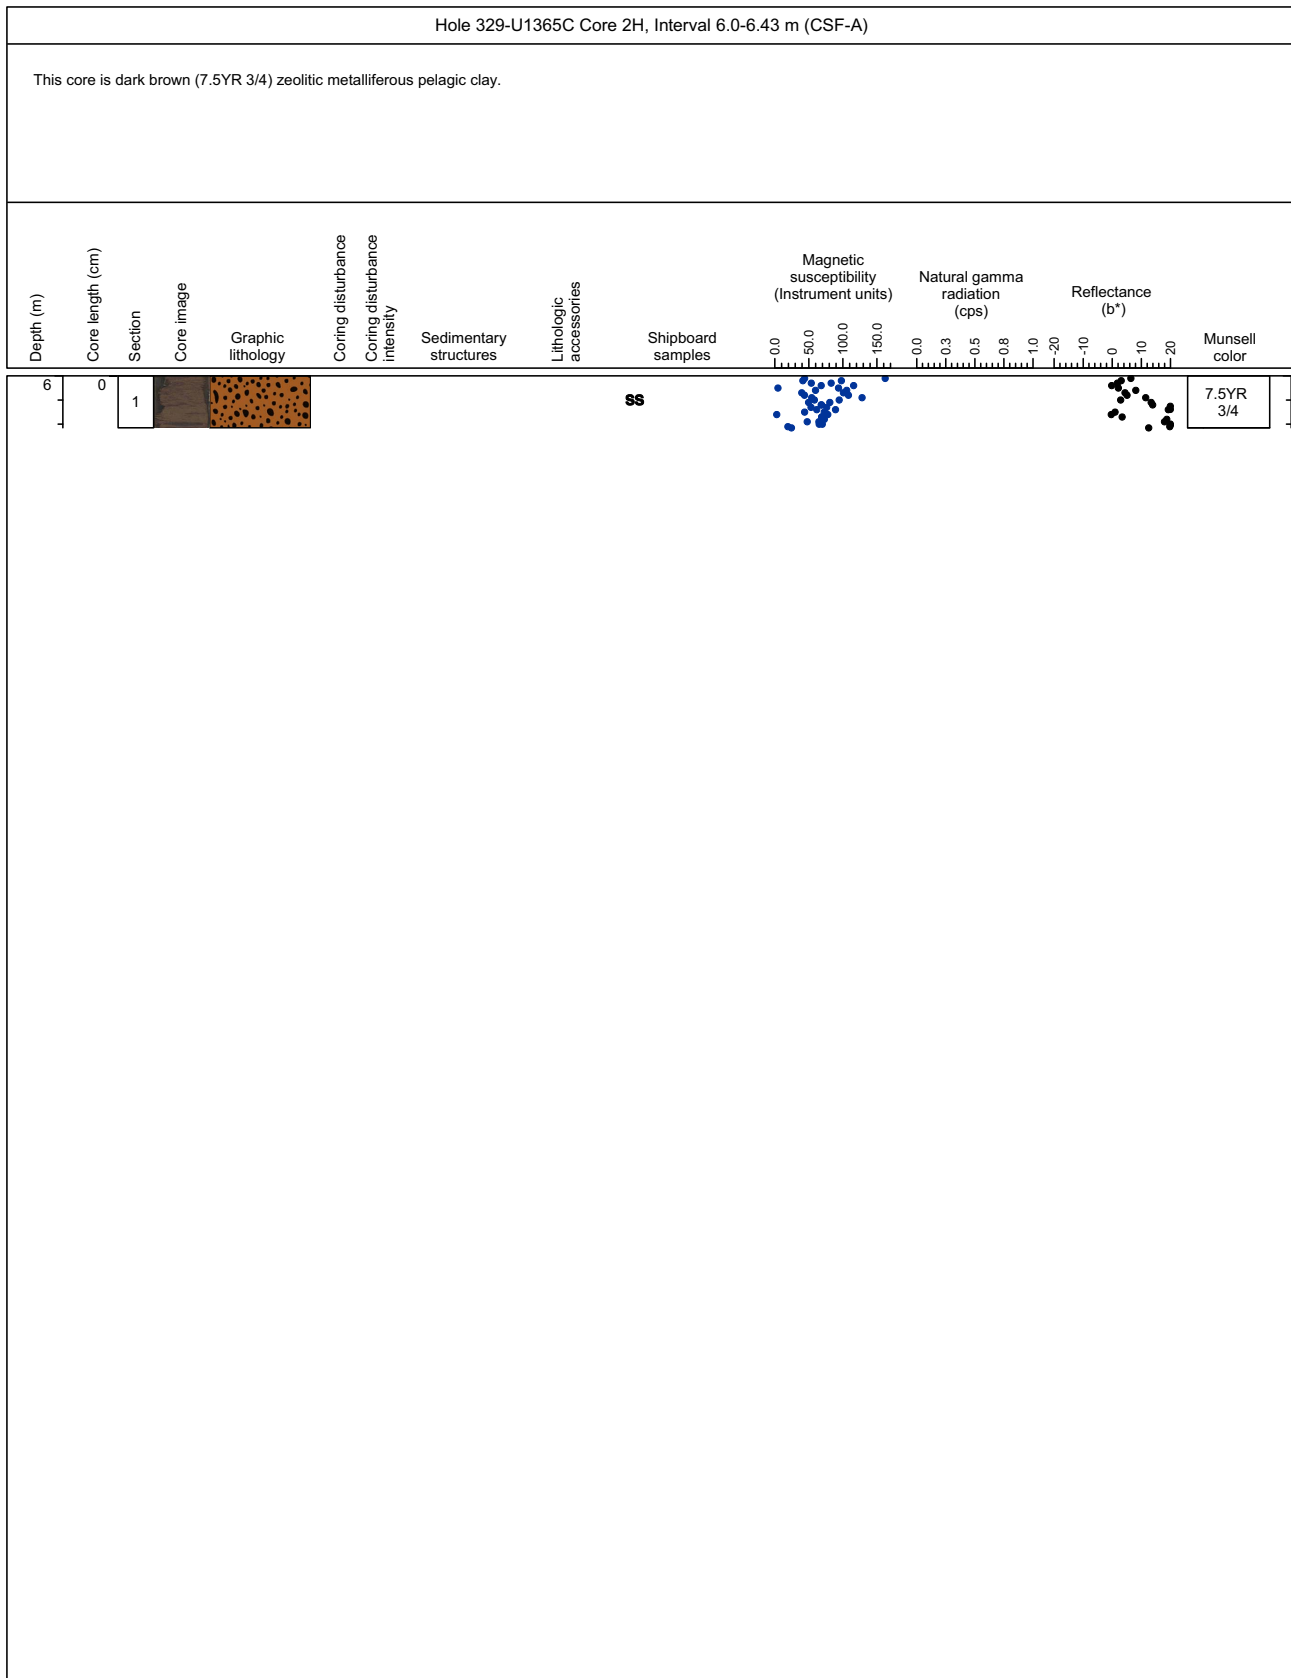 Hole 329-U1365C Core 2H, Interval 6.0-6.43 m (CSF-A)
This core is dark brown (7.5YR 3/4) zeolitic metalliferous pelagic clay.
Depth (m)
Core length (cm)
Section
Core image
Graphic
lithology
Coring disturbance
Coring disturbance
intensity
Sedimentary
structures
Lithologic
accessories
Shipboard
samples
Magnetic
susceptibility
(Instrument units)
0.0
50.0
100.0
150.0
Natural gamma
radiation
(cps)
0.0
0.3
0.5
0.8
1.0
Reflectance
(b*)
-20
-10
0
10
20
Munsell
color
6
0
1
SS
7.5YR
3/4